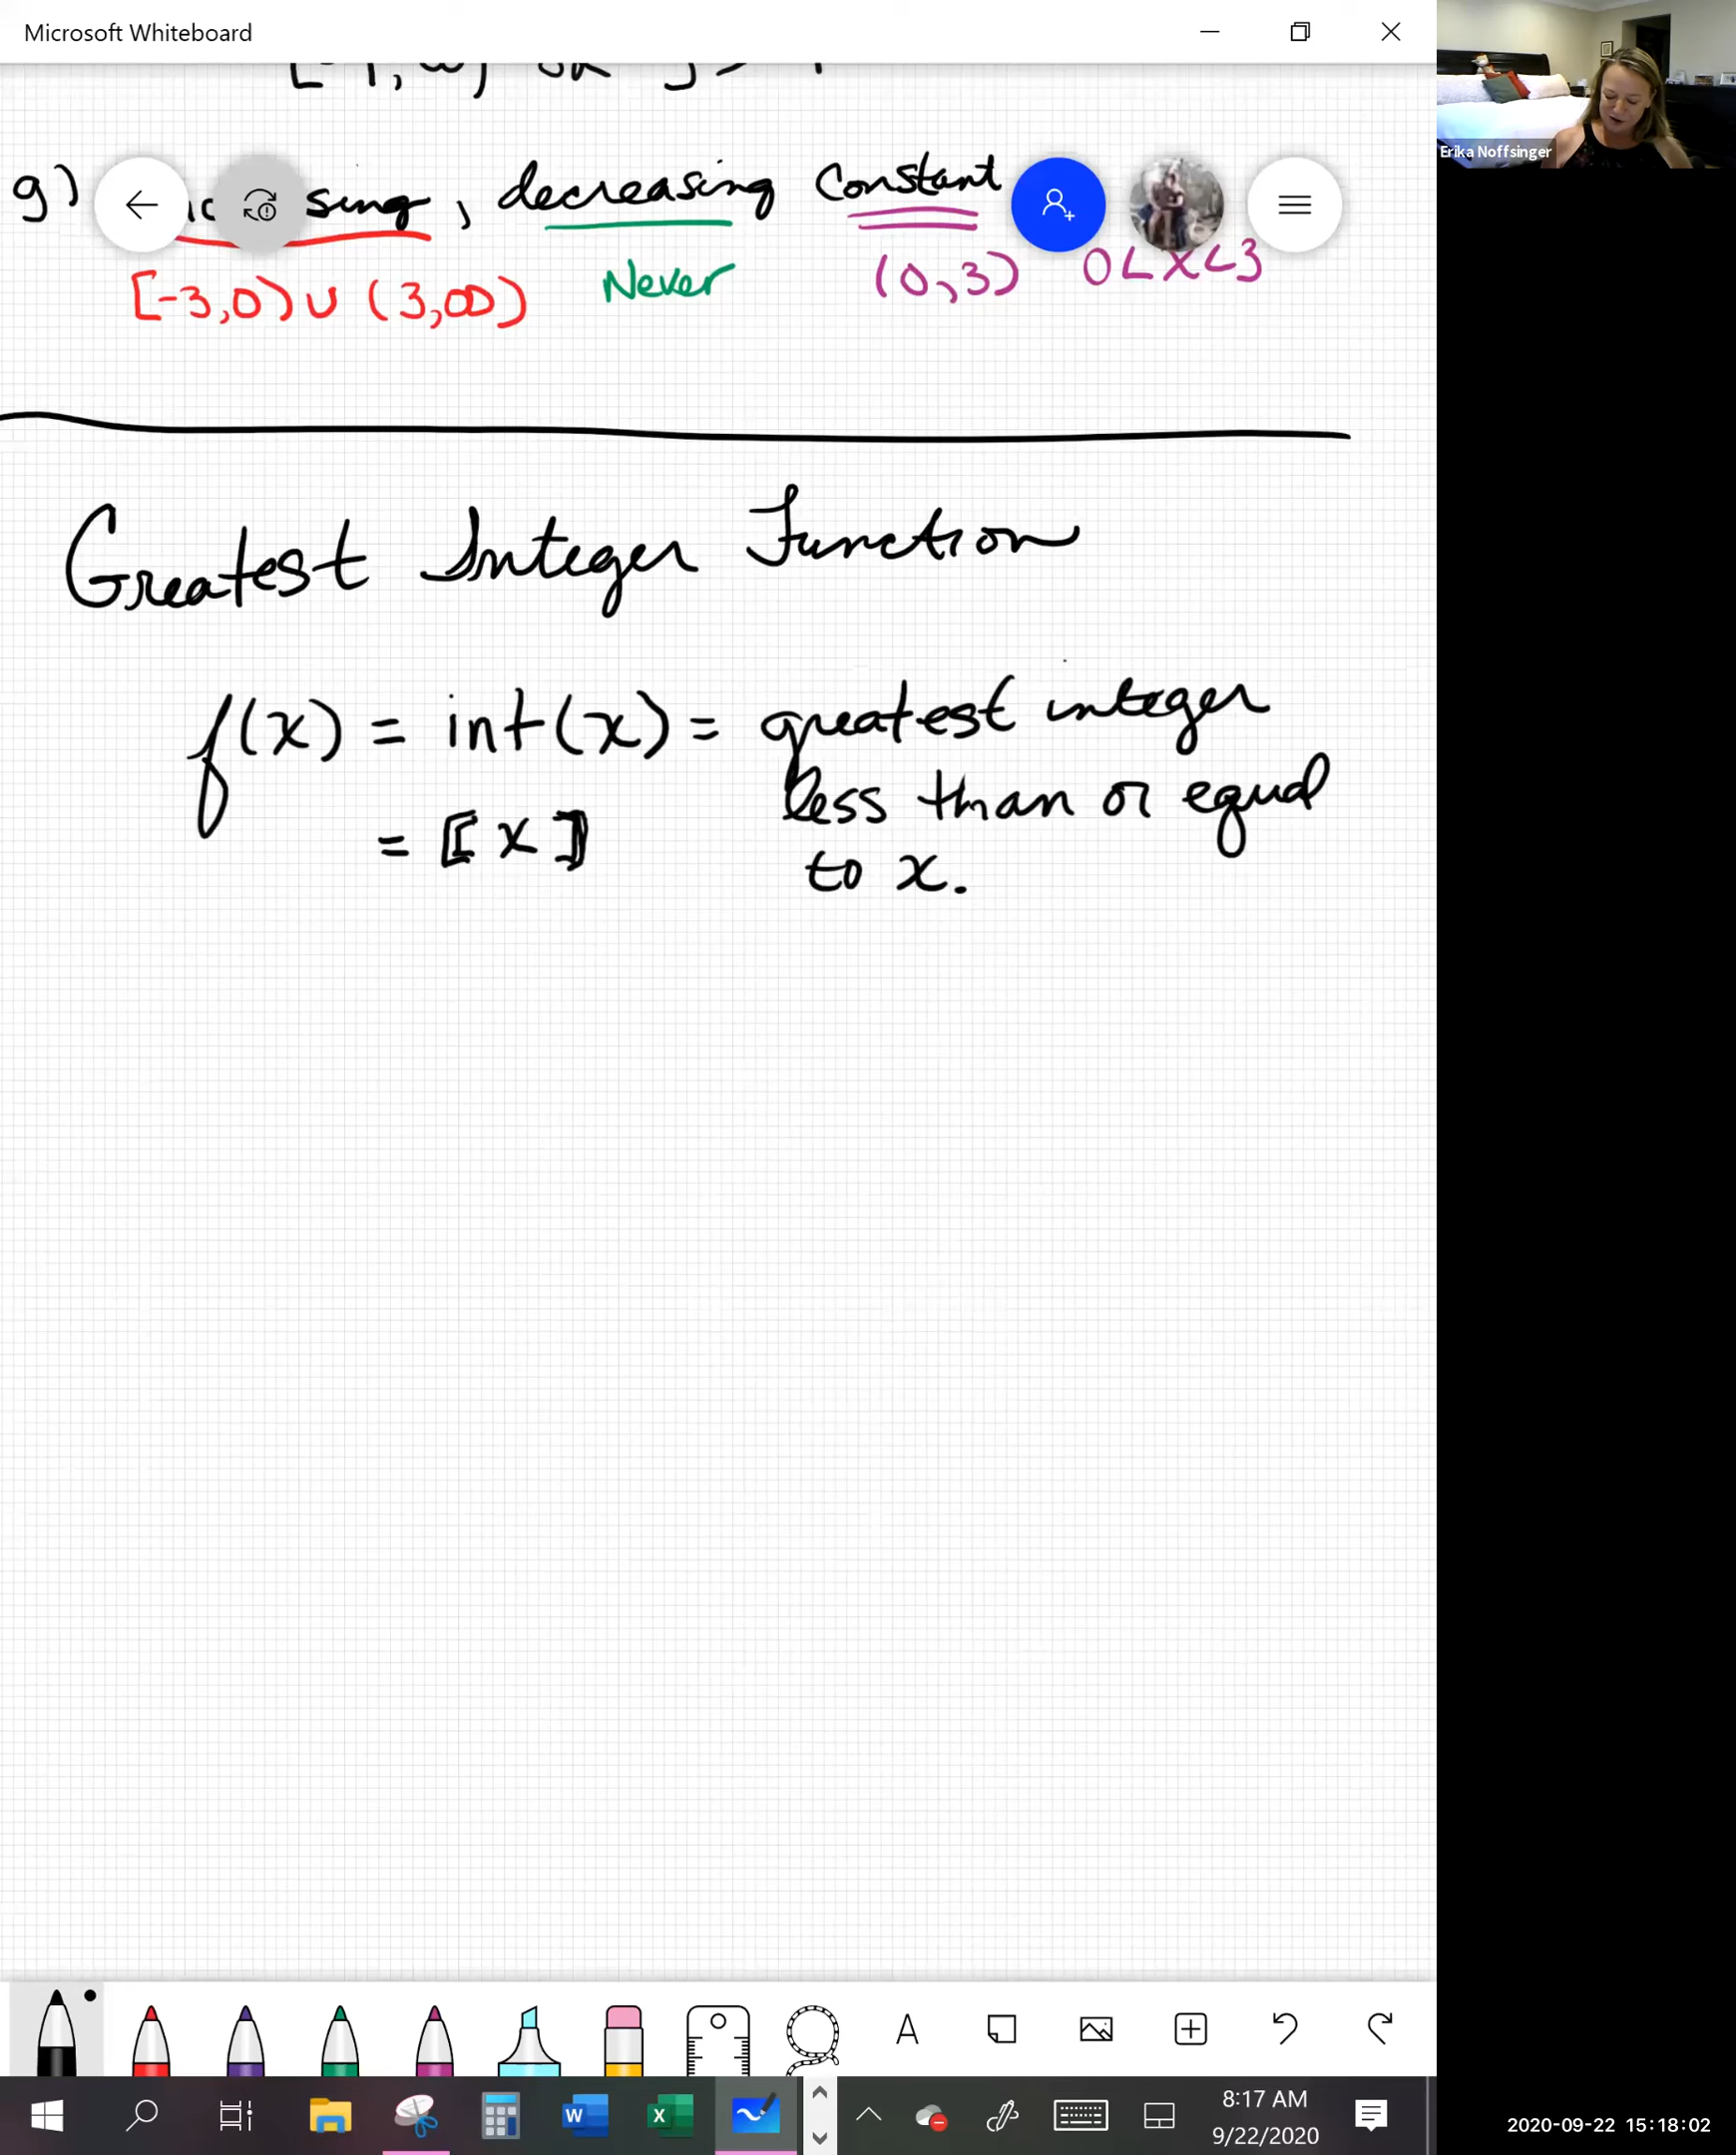 Microsoft Whiteboard
g) sing, decreasing Constant
[-3,0) ∪ (3,∞) Never (0,3) 0<x<3
Erika Noffsinger
Greatest Integer Function
f(x) = int(x) = greatest integer
less than or equal
= ⟦x⟧
to x.
A
W
X
8:17 AM
9/22/2020
2020-09-22 15:18:02